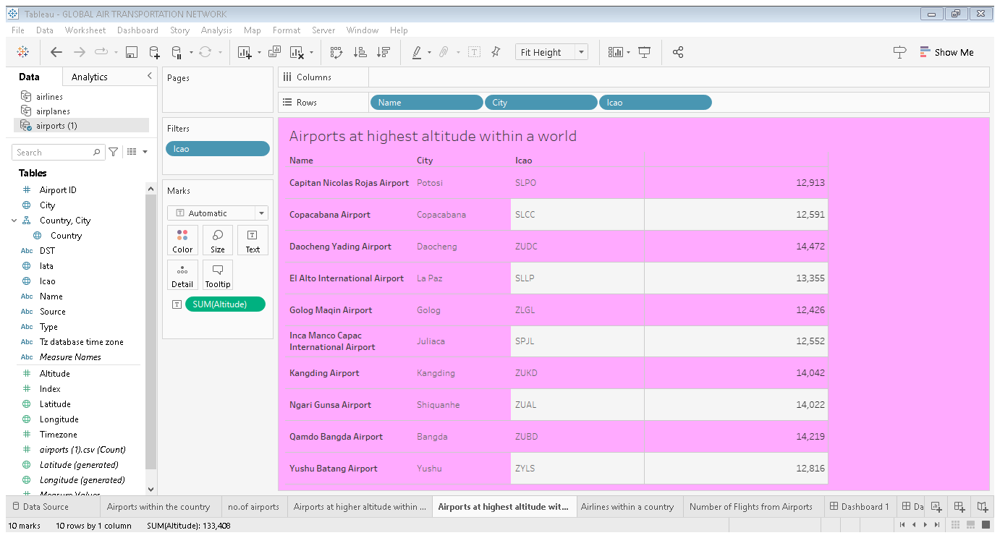 Tableau - GLOBAL AIR TRANSPORTATION NETWORK
File Data Worksheet Dashboard Story Analysis Map Format Server Window Help
Fit Height
Show Me
Data Analytics
airlines
airplanes
airports (1)
Search
Tables
Airport ID
City
Country, City
Country
Abc DST
Iata
Icao
Abc Name
Abc Source
Abc Type
Abc Tz database time zone
Abc Measure Names
Altitude
Index
Latitude
Longitude
Timezone
airports (1).csv (Count)
Latitude (generated)
Longitude (generated)
Measure Values
Pages
Filters
Icao
Marks
T Automatic
Color Size Text
Detail Tooltip
T SUM(Altitude)
Columns
Rows Name City Icao
Airports at highest altitude within a world
Name City Icao
Capitan Nicolas Rojas Airport Potosi SLPO 12,913
Copacabana Airport Copacabana SLCC 12,591
Daocheng Yading Airport Daocheng ZUDC 14,472
El Alto International Airport La Paz SLLP 13,355
Golog Maqin Airport Golog ZLGL 12,426
Inca Manco Capac
International Airport Juliaca SPJL 12,552
Kangding Airport Kangding ZUKD 14,042
Ngari Gunsa Airport Shiquanhe ZUAL 14,022
Qamdo Bangda Airport Bangda ZUBD 14,219
Yushu Batang Airport Yushu ZYLS 12,816
Data Source Airports within the country no.of airports Airports at higher altitude within ... Airports at highest altitude wit... Airlines within a country Number of Flights from Airports Dashboard 1 Da
10 marks 10 rows by 1 column SUM(Altitude): 133,408